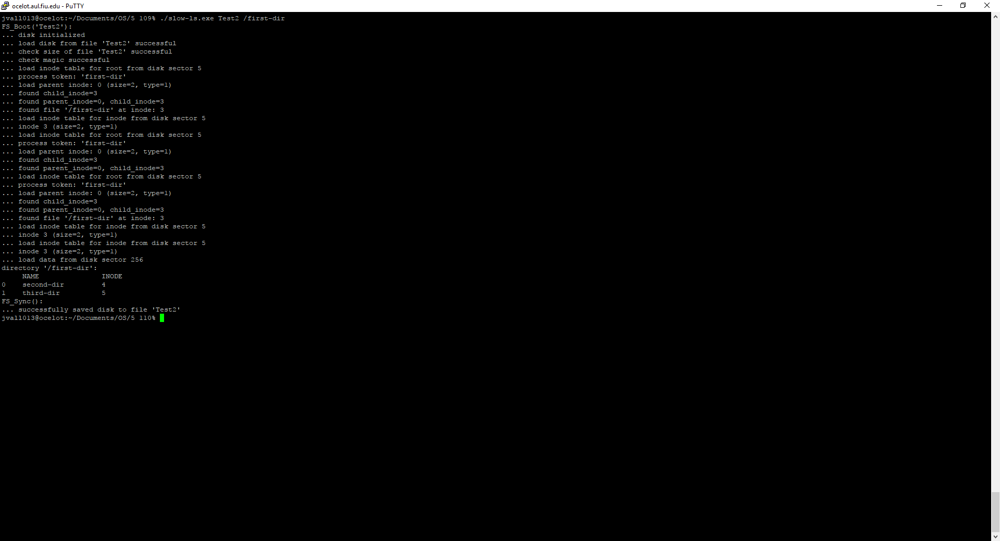 ocelot.aul.fiu.edu - PuTTY
jvall013@ocelot:~/Documents/OS/5 109% ./slow-ls.exe Test2 /first-dir
FS_Boot('Test2'):
... disk initialized
... load disk from file 'Test2' successful
... check size of file 'Test2' successful
... check magic successful
... load inode table for root from disk sector 5
... process token: 'first-dir'
... load parent inode: 0 (size=2, type=1)
... found child_inode=3
... found parent_inode=0, child_inode=3
... found file '/first-dir' at inode: 3
... load inode table for inode from disk sector 5
... inode 3 (size=2, type=1)
... load inode table for root from disk sector 5
... process token: 'first-dir'
... load parent inode: 0 (size=2, type=1)
... found child_inode=3
... found parent_inode=0, child_inode=3
... load inode table for root from disk sector 5
... process token: 'first-dir'
... load parent inode: 0 (size=2, type=1)
... found child_inode=3
... found parent_inode=0, child_inode=3
... found file '/first-dir' at inode: 3
... load inode table for inode from disk sector 5
... inode 3 (size=2, type=1)
... load inode table for inode from disk sector 5
... inode 3 (size=2, type=1)
... load data from disk sector 256
directory '/first-dir':
     NAME               INODE
0    second-dir         4
1    third-dir          5
FS_Sync():
... successfully saved disk to file 'Test2'
jvall013@ocelot:~/Documents/OS/5 110%